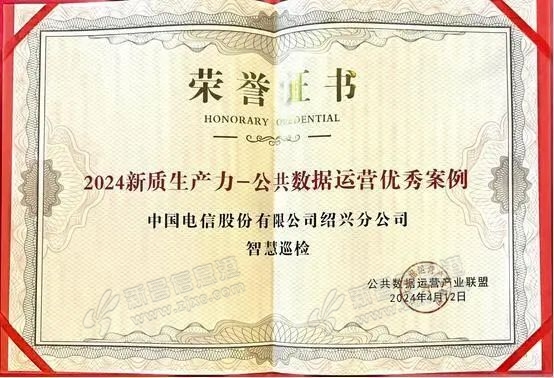 荣誉证书
HONORARY CREDENTIAL
2024新质生产力-公共数据运营优秀案例
中国电信股份有限公司绍兴分公司
智慧巡检
公共数据运营产业联盟
2024年4月12日